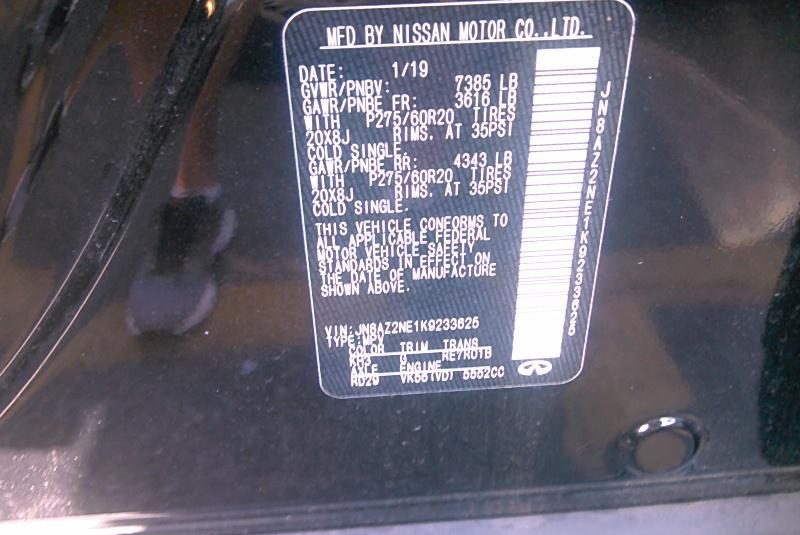 MFD BY NISSAN MOTOR CO.,LTD.
DATE: 1/19
GVWR/PNBV: 7385 LB
GAWR/PNBE FR: 3616 LB
WITH P275/60R20 TIRES
20X8J RIMS. AT 35PSI
COLD SINGLE.
GAWR/PNBE RR: 4343 LB
WITH P275/60R20 TIRES
20X8J RIMS. AT 35PSI
COLD SINGLE.
THIS VEHICLE CONFORMS TO
ALL APPLICABLE FEDERAL
MOTOR VEHICLE SAFETY
STANDARDS IN EFFECT ON
THE DATE OF MANUFACTURE
SHOWN ABOVE.
VIN:JN8AZ2NE1K9233625
TYPE:MPV
COLOR TRIM TRANS
KH3 G RE7R01B
AXLE ENGINE
RD29 VK56(VD) 5552CC
JN8AZ2NE1K9233625